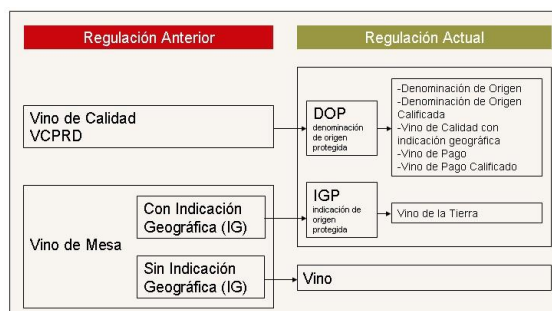 Regulación Anterior
Regulación Actual
Vino de Calidad
VCPRD
DOP
denominación
de origen
protegida
-Denominación de Origen
-Denominación de Origen
Calificada
-Vino de Calidad con
indicación geográfica
-Vino de Pago
-Vino de Pago Calificado
Vino de Mesa
Con Indicación
Geográfica (IG)
IGP
indicación de
origen
protegida
Vino de la Tierra
Sin Indicación
Geográfica (IG)
Vino